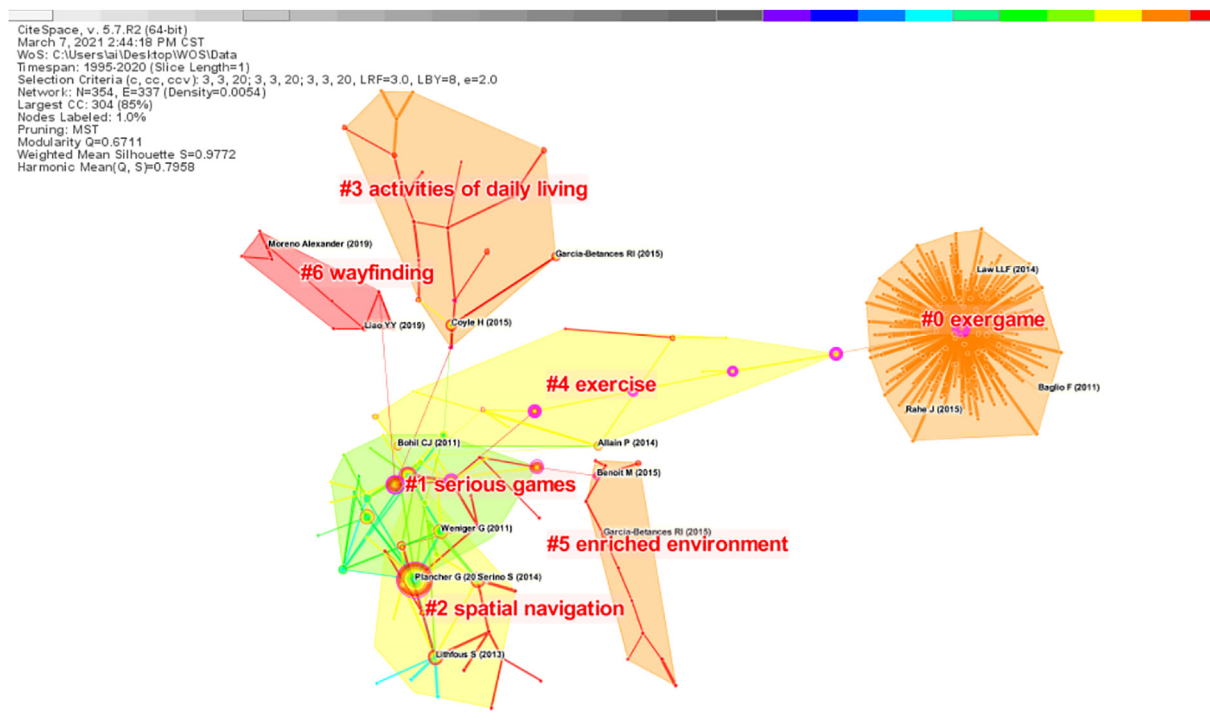 CiteSpace, v. 5.7.R2 (64-bit)
March 7, 2021 2:44:18 PM CST
WoS: C:\Users\ai\Desktop\WOS\Data
Timespan: 1995-2020 (Slice Length=1)
Selection Criteria (c, cc, ccv): 3, 3, 20; 3, 3, 20; 3, 3, 20, LRF=3.0, LBY=8, e=2.0
Network: N=354, E=337 (Density=0.0054)
Largest CC: 304 (85%)
Nodes Labeled: 1.0%
Pruning: MST
Modularity Q=0.6711
Weighted Mean Silhouette S=0.9772
Harmonic Mean(Q, S)=0.7958
#3 activities of daily living
Moreno Alexander (2019)
Garcia-Betances RI (2015)
#6 wayfinding
Law LLF (2014)
Liao YY (2019)
Coyle H (2015)
#0 exergame
#4 exercise
Baglio F (2011)
Rahe J (2015)
Bohil CJ (2011)
Allain P (2014)
Benoit M (2015)
#1 serious games
Weniger G (2011)
Garcia-Betances RI (2015)
#5 enriched environment
Plancher G (20
Serino S (2014)
#2 spatial navigation
Lithfous S (2013)